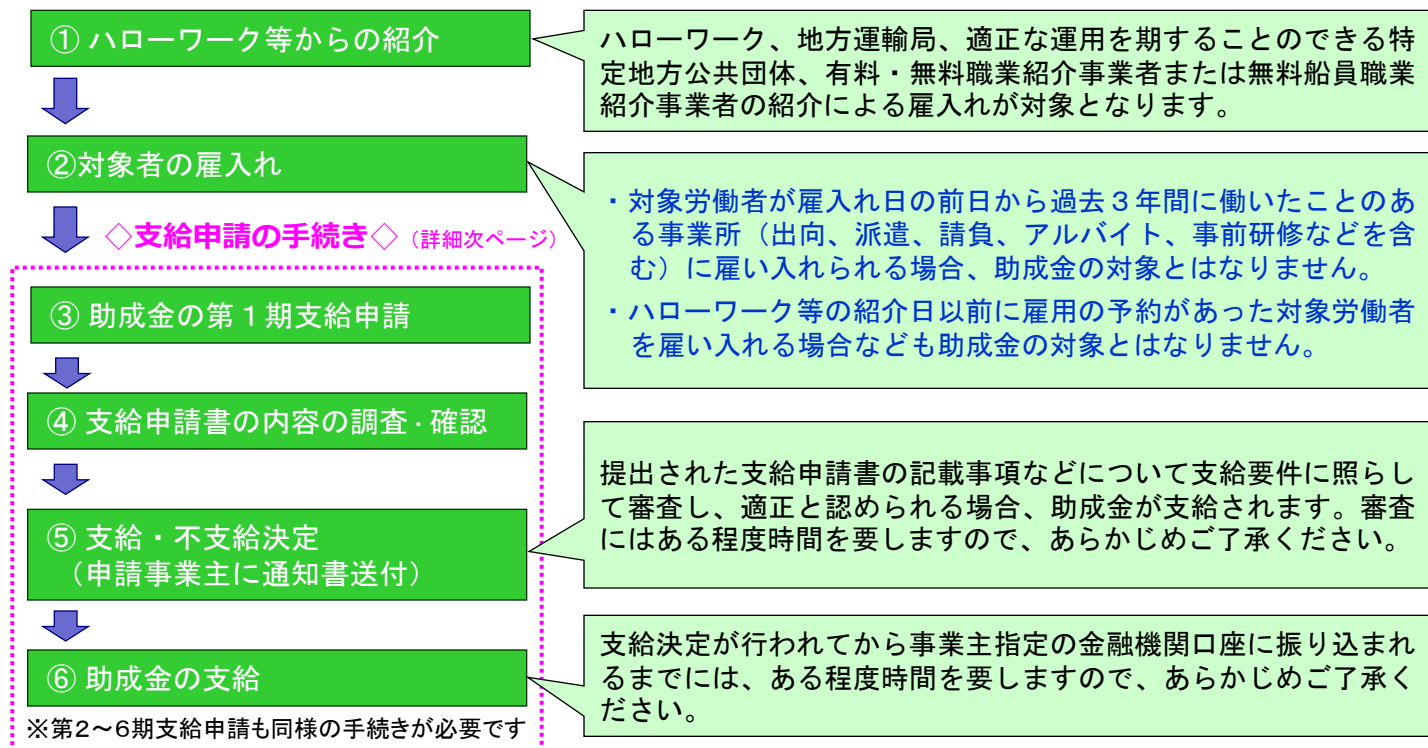 ① ハローワーク等からの紹介
ハローワーク、地方運輸局、適正な運用を期することのできる特
定地方公共団体、有料・無料職業紹介事業者または無料船員職業
紹介事業者の紹介による雇入れが対象となります。
②対象者の雇入れ
・対象労働者が雇入れ日の前日から過去３年間に働いたことのあ
る事業所（出向、派遣、請負、アルバイト、事前研修などを含
む）に雇い入れられる場合、助成金の対象とはなりません。
・ハローワーク等の紹介日以前に雇用の予約があった対象労働者
を雇い入れる場合なども助成金の対象とはなりません。
◇支給申請の手続き◇（詳細次ページ）
③ 助成金の第１期支給申請
④ 支給申請書の内容の調査・確認
⑤ 支給・不支給決定
（申請事業主に通知書送付）
提出された支給申請書の記載事項などについて支給要件に照らし
て審査し、適正と認められる場合、助成金が支給されます。審査
にはある程度時間を要しますので、あらかじめご了承ください。
⑥ 助成金の支給
支給決定が行われてから事業主指定の金融機関口座に振り込まれ
るまでには、ある程度時間を要しますので、あらかじめご了承く
ださい。
※第2～6期支給申請も同様の手続きが必要です